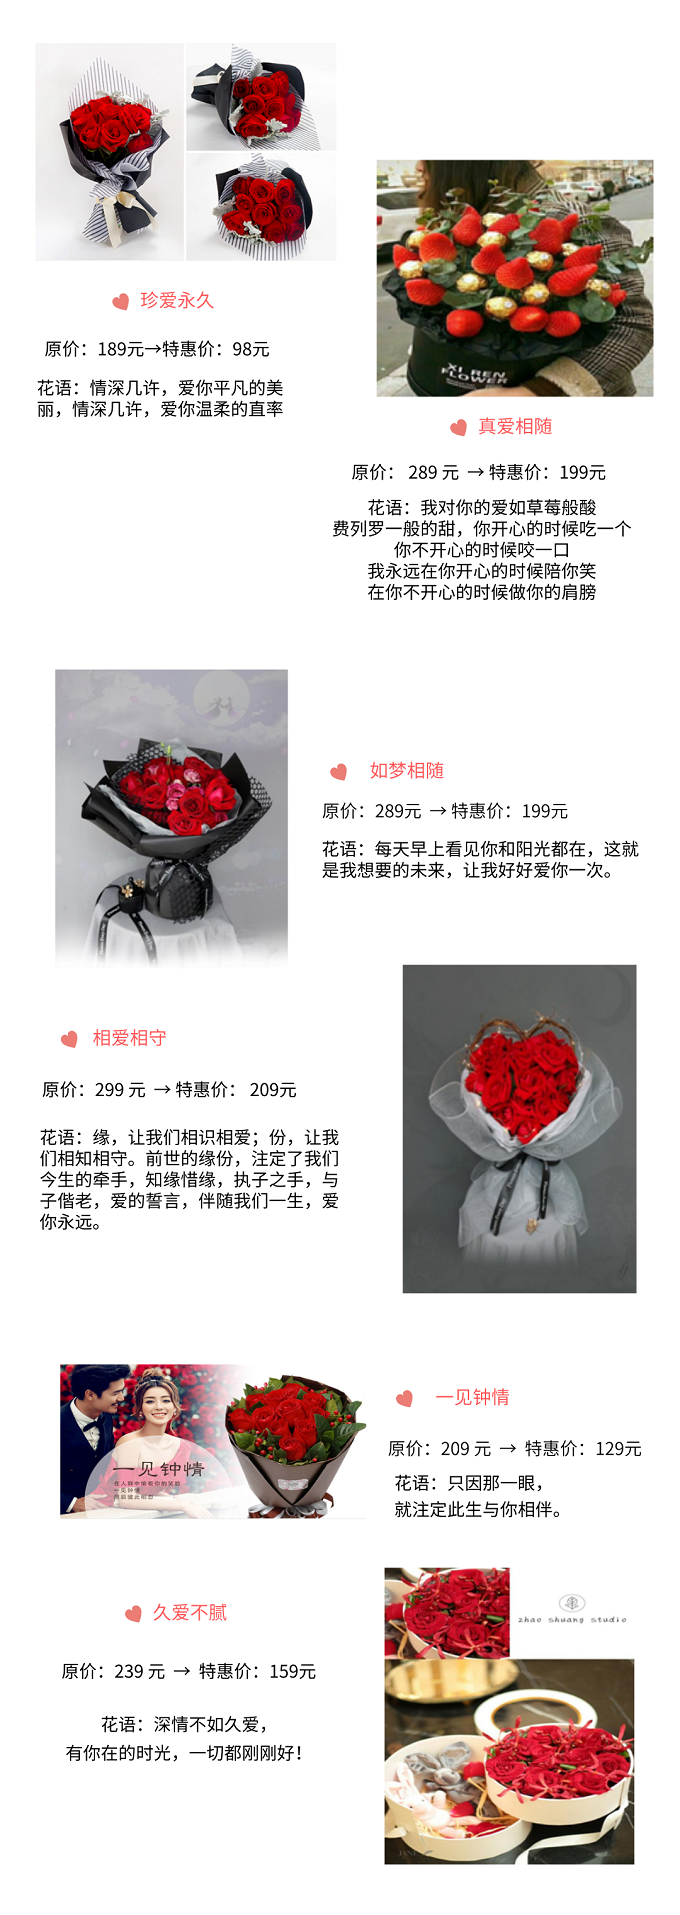 珍爱永久
原价：189元→特惠价：98元
花语：情深几许，爱你平凡的美
丽，情深几许，爱你温柔的直率
XI REN
FLOWER
真爱相随
原价： 289 元 → 特惠价：199元
花语：我对你的爱如草莓般酸
费列罗一般的甜，你开心的时候吃一个
你不开心的时候咬一口
我永远在你开心的时候陪你笑
在你不开心的时候做你的肩膀
如梦相随
原价：289元 → 特惠价：199元
花语：每天早上看见你和阳光都在，这就
是我想要的未来，让我好好爱你一次。
相爱相守
原价：299 元 → 特惠价： 209元
花语：缘，让我们相识相爱；份，让我
们相知相守。前世的缘份，注定了我们
今生的牵手，知缘惜缘，执子之手，与
子偕老，爱的誓言，伴随我们一生，爱
你永远。
一见钟情
在人群中偷看你的笑脸
一见钟情
一见钟情
原价：209 元 → 特惠价：129元
花语：只因那一眼，
就注定此生与你相伴。
久爱不腻
原价：239 元 → 特惠价：159元
花语：深情不如久爱，
有你在的时光，一切都刚刚好！
zhao shuang studio